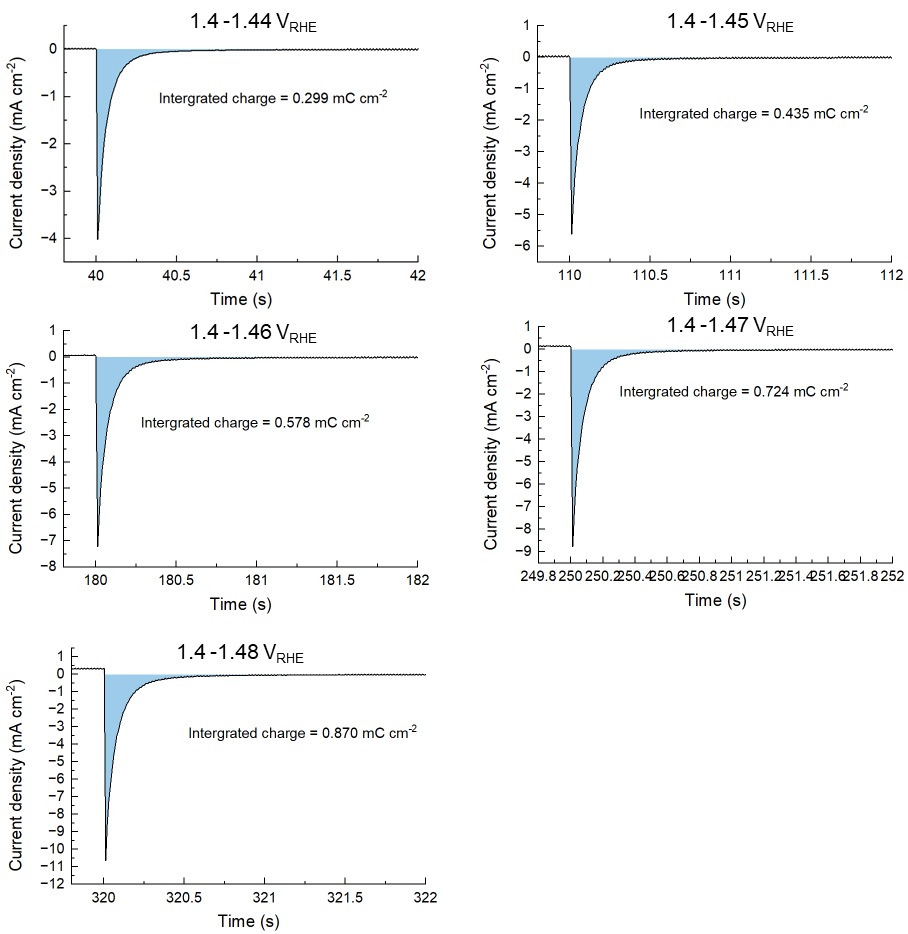 1.4 -1.44 V_RHE
Current density (mA cm⁻²)
0
−1
−2
−3
−4
Intergrated charge = 0.299 mC cm⁻²
40 40.5 41 41.5 42
Time (s)
1.4 -1.45 V_RHE
Current density (mA cm⁻²)
1
0
−1
−2
−3
−4
−5
−6
Intergrated charge = 0.435 mC cm⁻²
110 110.5 111 111.5 112
Time (s)
1.4 -1.46 V_RHE
Current density (mA cm⁻²)
1
0
−1
−2
−3
−4
−5
−6
−7
−8
Intergrated charge = 0.578 mC cm⁻²
180 180.5 181 181.5 182
Time (s)
1.4 -1.47 V_RHE
Current density (mA cm⁻²)
1
0
−1
−2
−3
−4
−5
−6
−7
−8
−9
Intergrated charge = 0.724 mC cm⁻²
249.8 250 250.2 250.4 250.6 250.8 251 251.2 251.4 251.6 251.8 252
Time (s)
1.4 -1.48 V_RHE
Current density (mA cm⁻²)
1
0
−1
−2
−3
−4
−5
−6
−7
−8
−9
−10
−11
−12
Intergrated charge = 0.870 mC cm⁻²
320 320.5 321 321.5 322
Time (s)